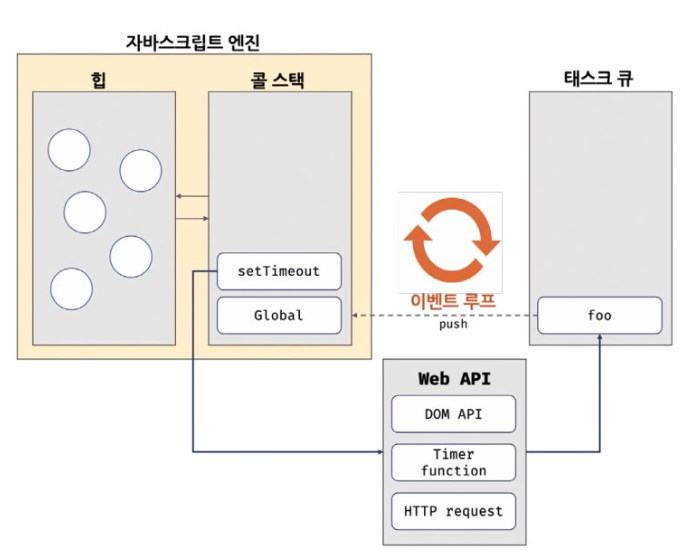 자바스크립트 엔진
힙
콜 스택
태스크 큐
setTimeout
Global
이벤트 루프
push
foo
Web API
DOM API
Timer
function
HTTP request